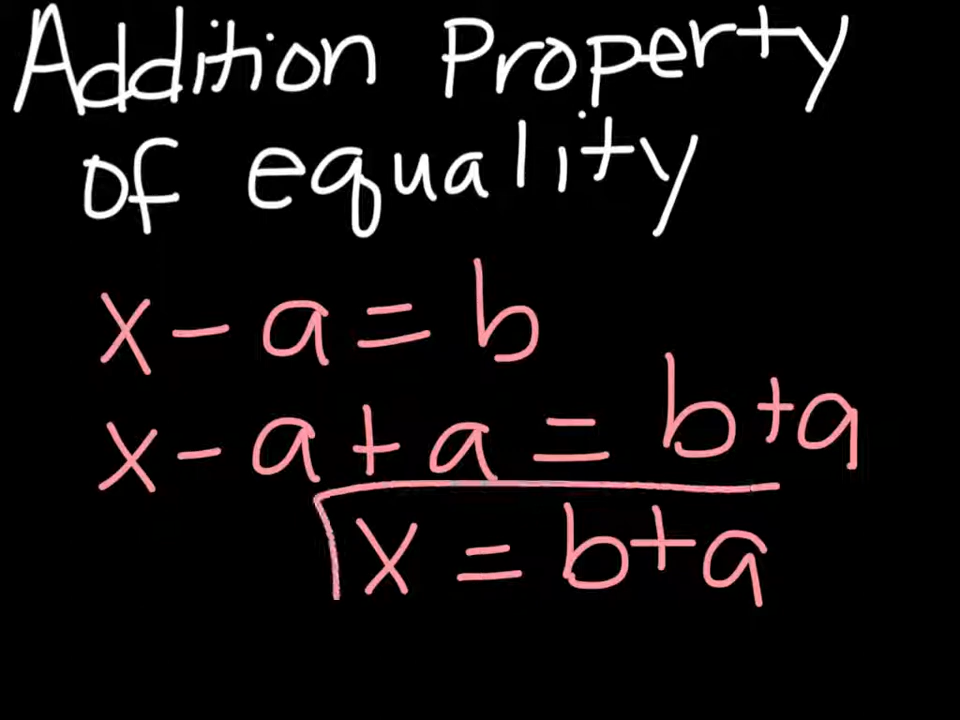 Addition Property
of equality
x - a = b
x - a + a = b + a
x = b + a